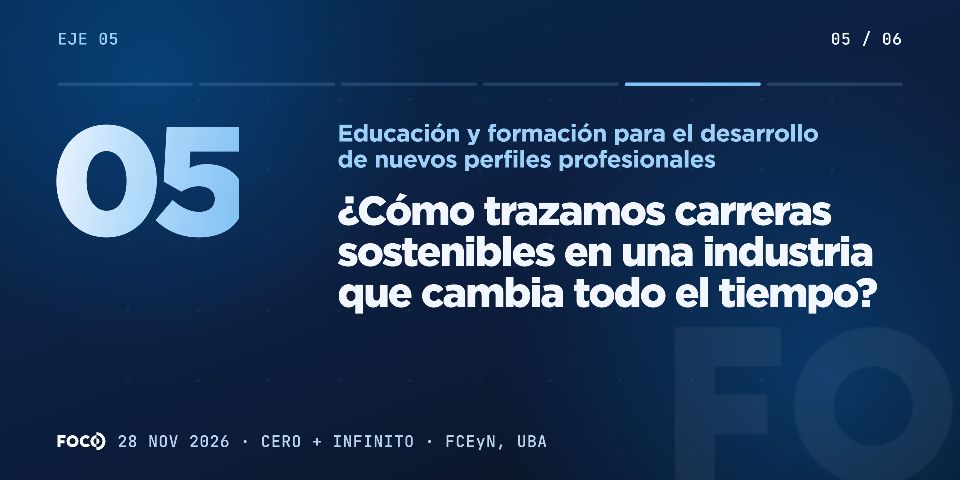 EJE 05
05 / 06
05
Educación y formación para el desarrollo
de nuevos perfiles profesionales
¿Cómo trazamos carreras
sostenibles en una industria
que cambia todo el tiempo?
FO
FOCO 28 NOV 2026 · CERO + INFINITO · FCEyN, UBA